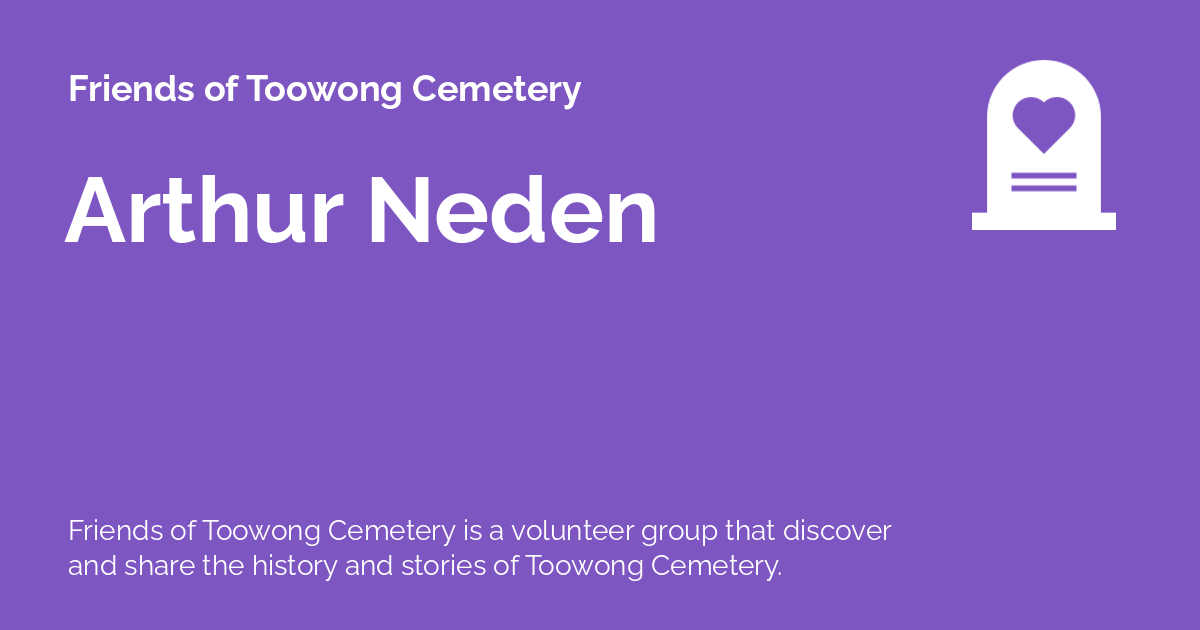 Friends of Toowong Cemetery
Arthur Neden
Friends of Toowong Cemetery is a volunteer group that discover
and share the history and stories of Toowong Cemetery.